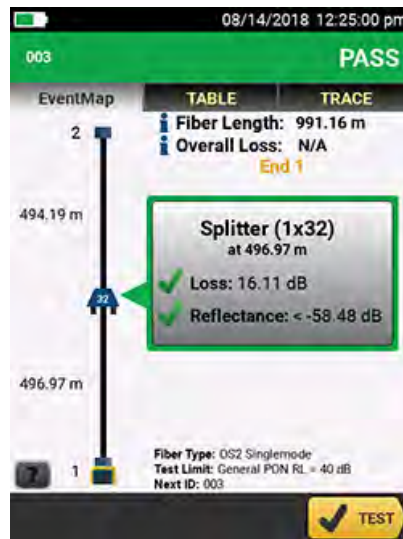 08/14/2018 12:25:00 pm
003
PASS
EventMap
TABLE
TRACE
2
Fiber Length: 991.16 m
Overall Loss: N/A
End 1
494.19 m
Splitter (1x32)
at 496.97 m
32
Loss: 16.11 dB
Reflectance: < -58.48 dB
496.97 m
Fiber Type: OS2 Singlemode
Test Limit: General PON RL = 40 dB
Next ID: 003
?
1
TEST